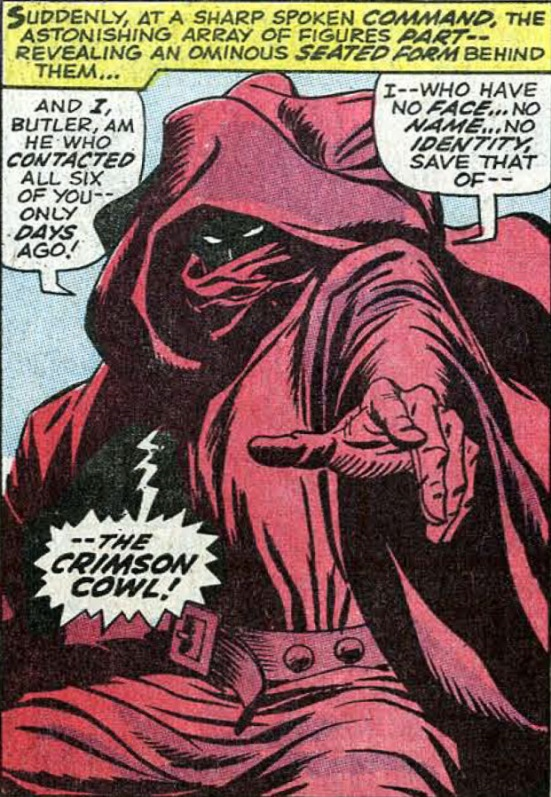 SUDDENLY, AT A SHARP SPOKEN COMMAND, THE
ASTONISHING ARRAY OF FIGURES PART--
REVEALING AN OMINOUS SEATED FORM BEHIND
THEM...
AND I,
BUTLER, AM
HE WHO
CONTACTED
ALL SIX
OF YOU--
ONLY
DAYS
AGO!
I--WHO HAVE
NO FACE...NO
NAME...NO
IDENTITY,
SAVE THAT
OF--
--THE
CRIMSON
COWL!